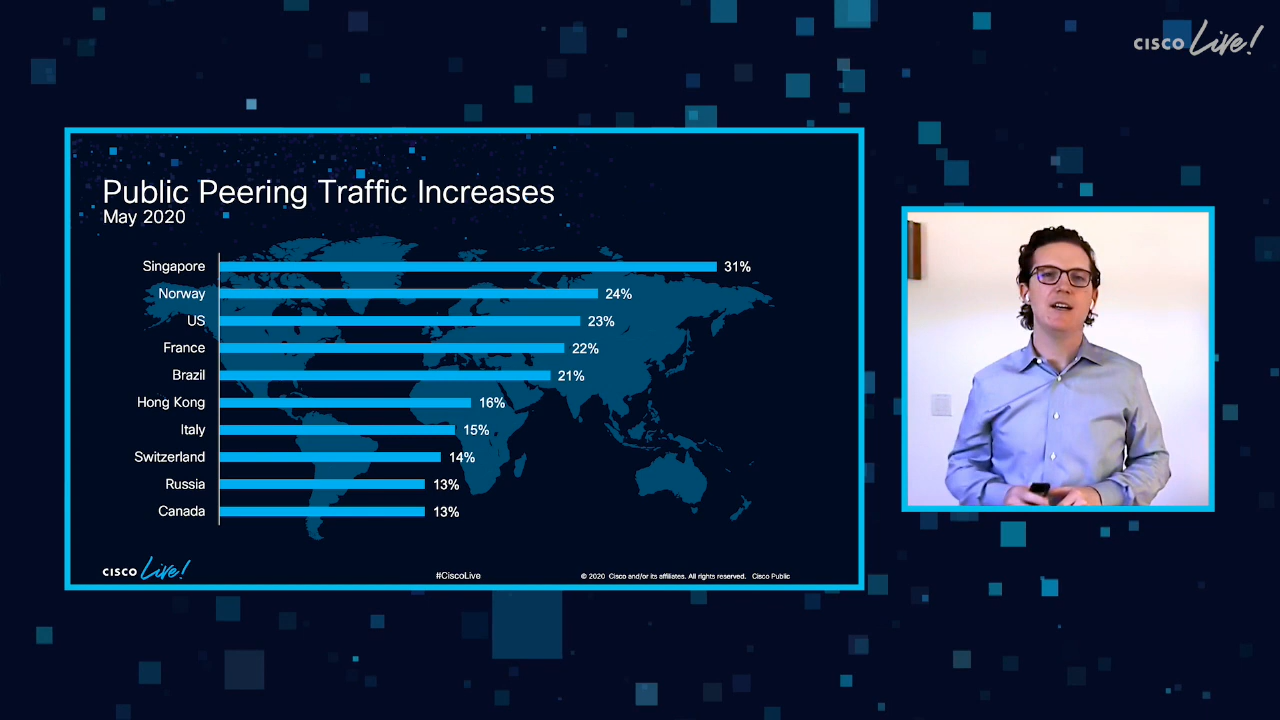 CISCO Live!
Public Peering Traffic Increases
May 2020
Singapore 31%
Norway 24%
US 23%
France 22%
Brazil 21%
Hong Kong 16%
Italy 15%
Switzerland 14%
Russia 13%
Canada 13%
CISCO Live! #CiscoLive © 2020 Cisco and/or its affiliates. All rights reserved. Cisco Public